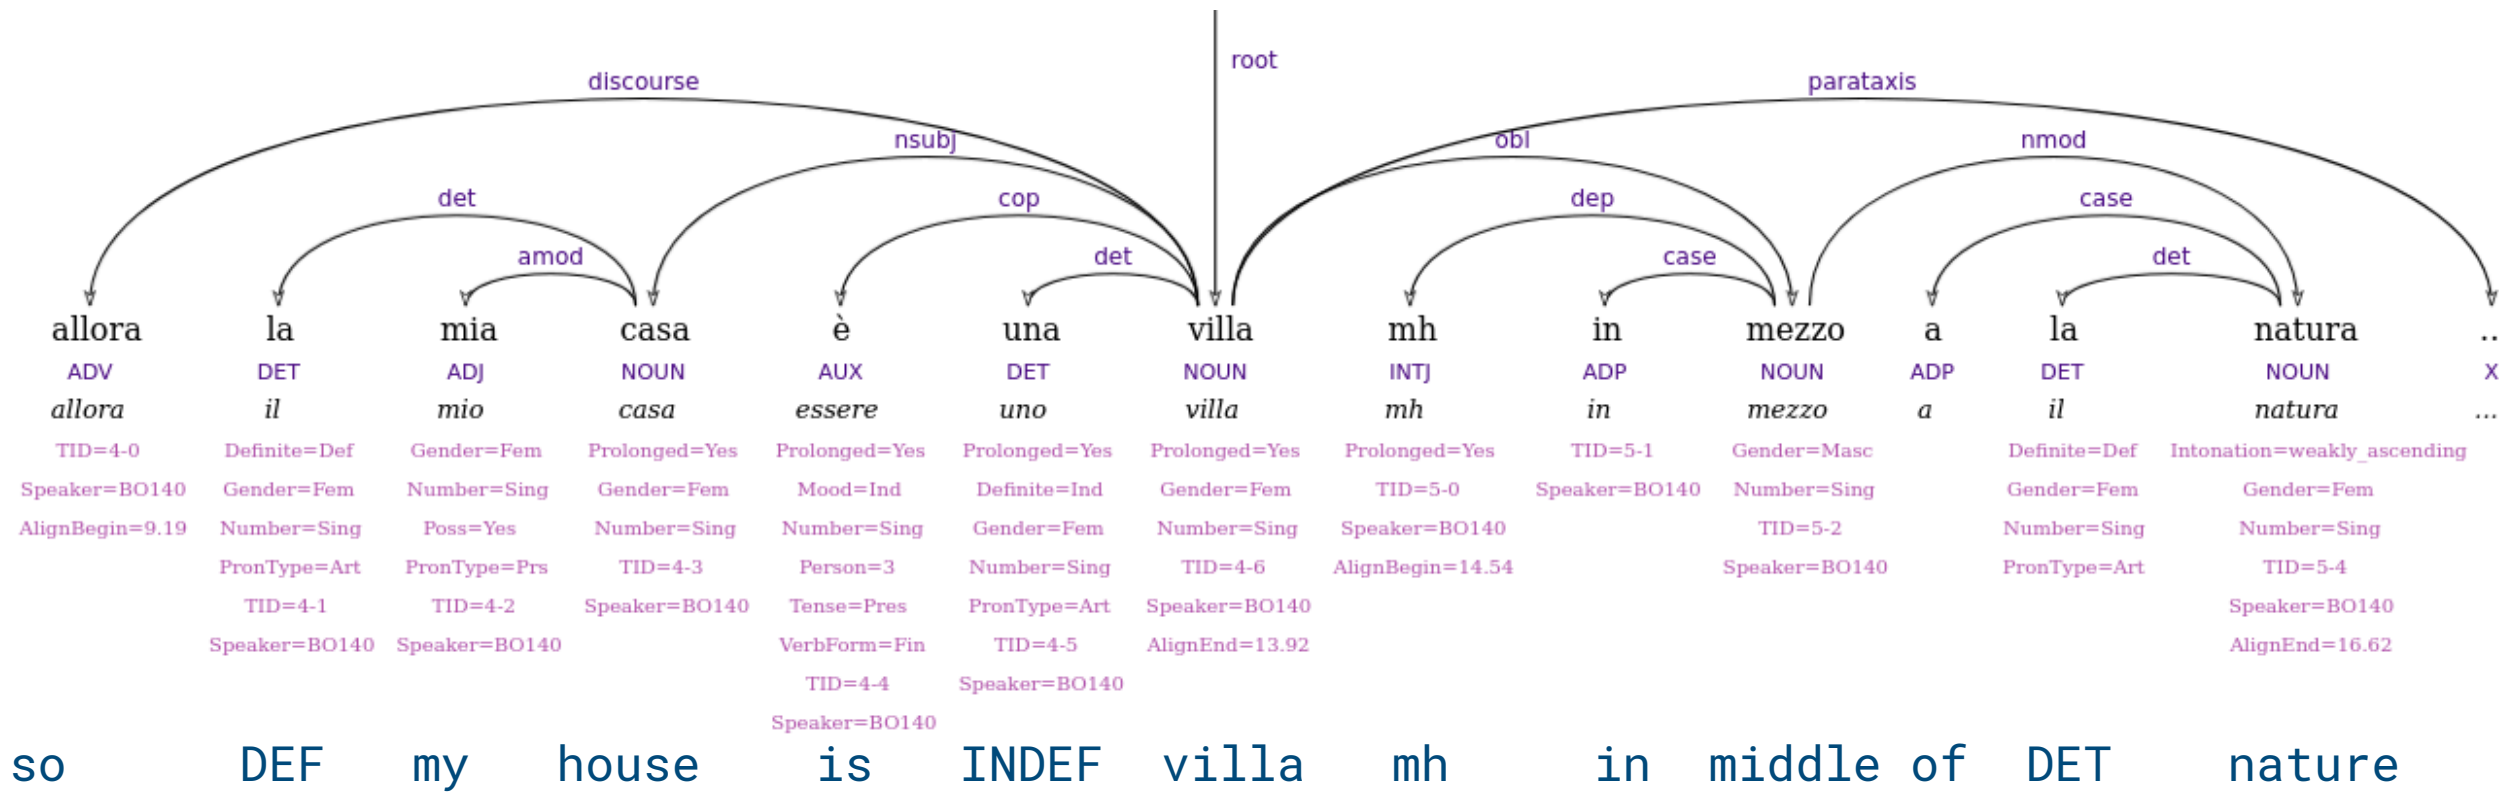 root
discourse parataxis
nsubj obl nmod
det cop dep case
amod det case det
allora la mia casa è una villa mh in mezzo a la natura ..
ADV DET ADJ NOUN AUX DET NOUN INTJ ADP NOUN ADP DET NOUN X
allora il mio casa essere uno villa mh in mezzo a il natura ...
TID=4-0 Definite=Def Gender=Fem Prolonged=Yes Prolonged=Yes Prolonged=Yes Prolonged=Yes Prolonged=Yes TID=5-1 Gender=Masc Definite=Def Intonation=weakly_ascending
Speaker=BO140 Gender=Fem Number=Sing Gender=Fem Mood=Ind Definite=Ind Gender=Fem TID=5-0 Speaker=BO140 Number=Sing Gender=Fem Gender=Fem
AlignBegin=9.19 Number=Sing Poss=Yes Number=Sing Number=Sing Gender=Fem Number=Sing Speaker=BO140 TID=5-2 Number=Sing Number=Sing
PronType=Art PronType=Prs TID=4-3 Person=3 Number=Sing TID=4-6 AlignBegin=14.54 Speaker=BO140 PronType=Art TID=5-4
TID=4-1 TID=4-2 Speaker=BO140 Tense=Pres PronType=Art Speaker=BO140 Speaker=BO140
Speaker=BO140 Speaker=BO140 VerbForm=Fin TID=4-5 AlignEnd=13.92 AlignEnd=16.62
TID=4-4 Speaker=BO140
Speaker=BO140
so DEF my house is INDEF villa mh in middle of DET nature